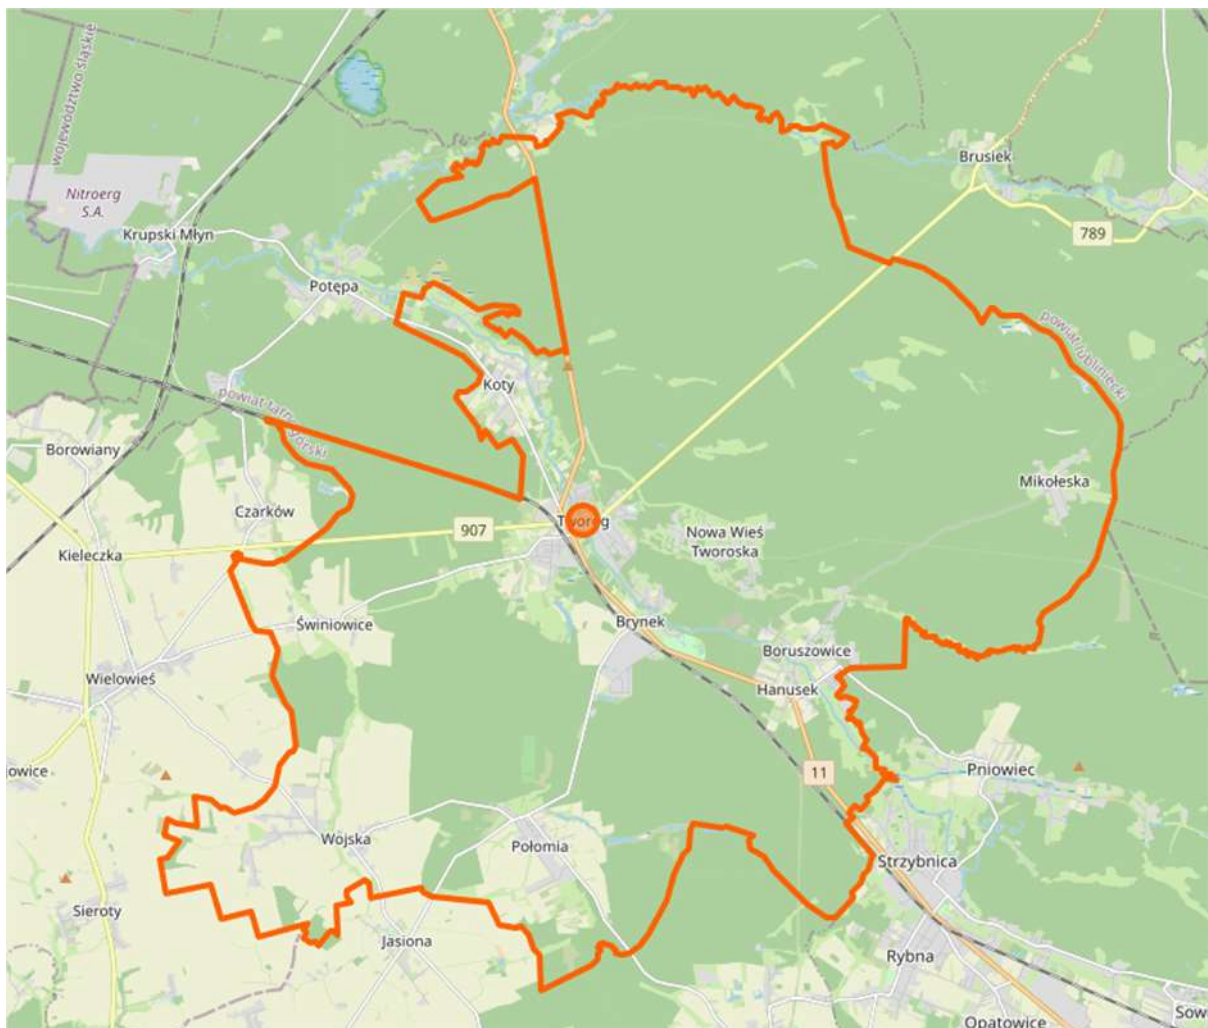 województwo śląskie
Nitroerg
S.A.
Krupski Młyn
Brusiek
789
Potępa
powiat lubliniecki
Koty
powiat tarnogórski
Borowiany
Mikołeska
Czarków
907
Tworóg
Nowa Wieś
Tworoska
Kieleczka
Świniowice
Brynek
Boruszowice
Wielowieś
Hanusek
owice
11
Pniowiec
Wojska
Połomia
Strzybnica
Sieroty
Jasiona
Rybna
Sow
Opatowice